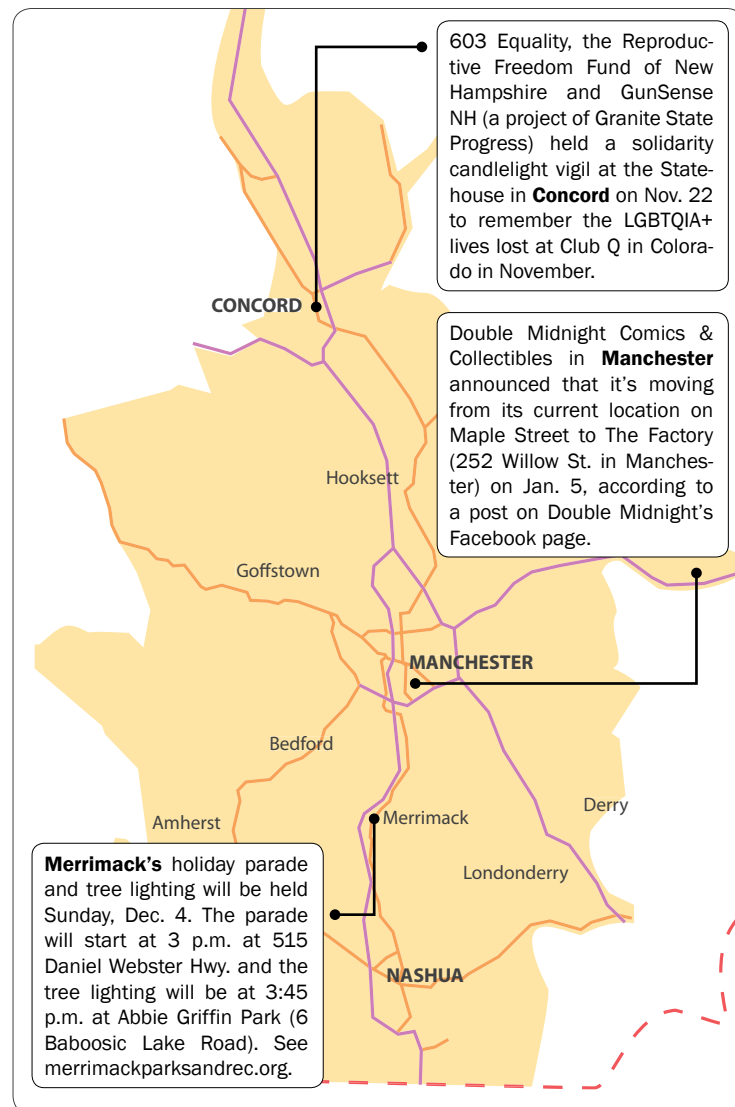 603 Equality, the Reproduc-
tive Freedom Fund of New
Hampshire and GunSense
NH (a project of Granite State
Progress) held a solidarity
candlelight vigil at the State-
house in Concord on Nov. 22
to remember the LGBTQIA+
lives lost at Club Q in Colora-
do in November.
CONCORD
Double Midnight Comics &
Collectibles in Manchester
announced that it's moving
from its current location on
Maple Street to The Factory
(252 Willow St. in Manches-
ter) on Jan. 5, according to
a post on Double Midnight's
Facebook page.
Hooksett
Goffstown
MANCHESTER
Bedford
Amherst
Merrimack
Derry
Londonderry
Merrimack's holiday parade
and tree lighting will be held
Sunday, Dec. 4. The parade
will start at 3 p.m. at 515
Daniel Webster Hwy. and the
tree lighting will be at 3:45
p.m. at Abbie Griffin Park (6
Baboosic Lake Road). See
merrimackparksandrec.org.
NASHUA